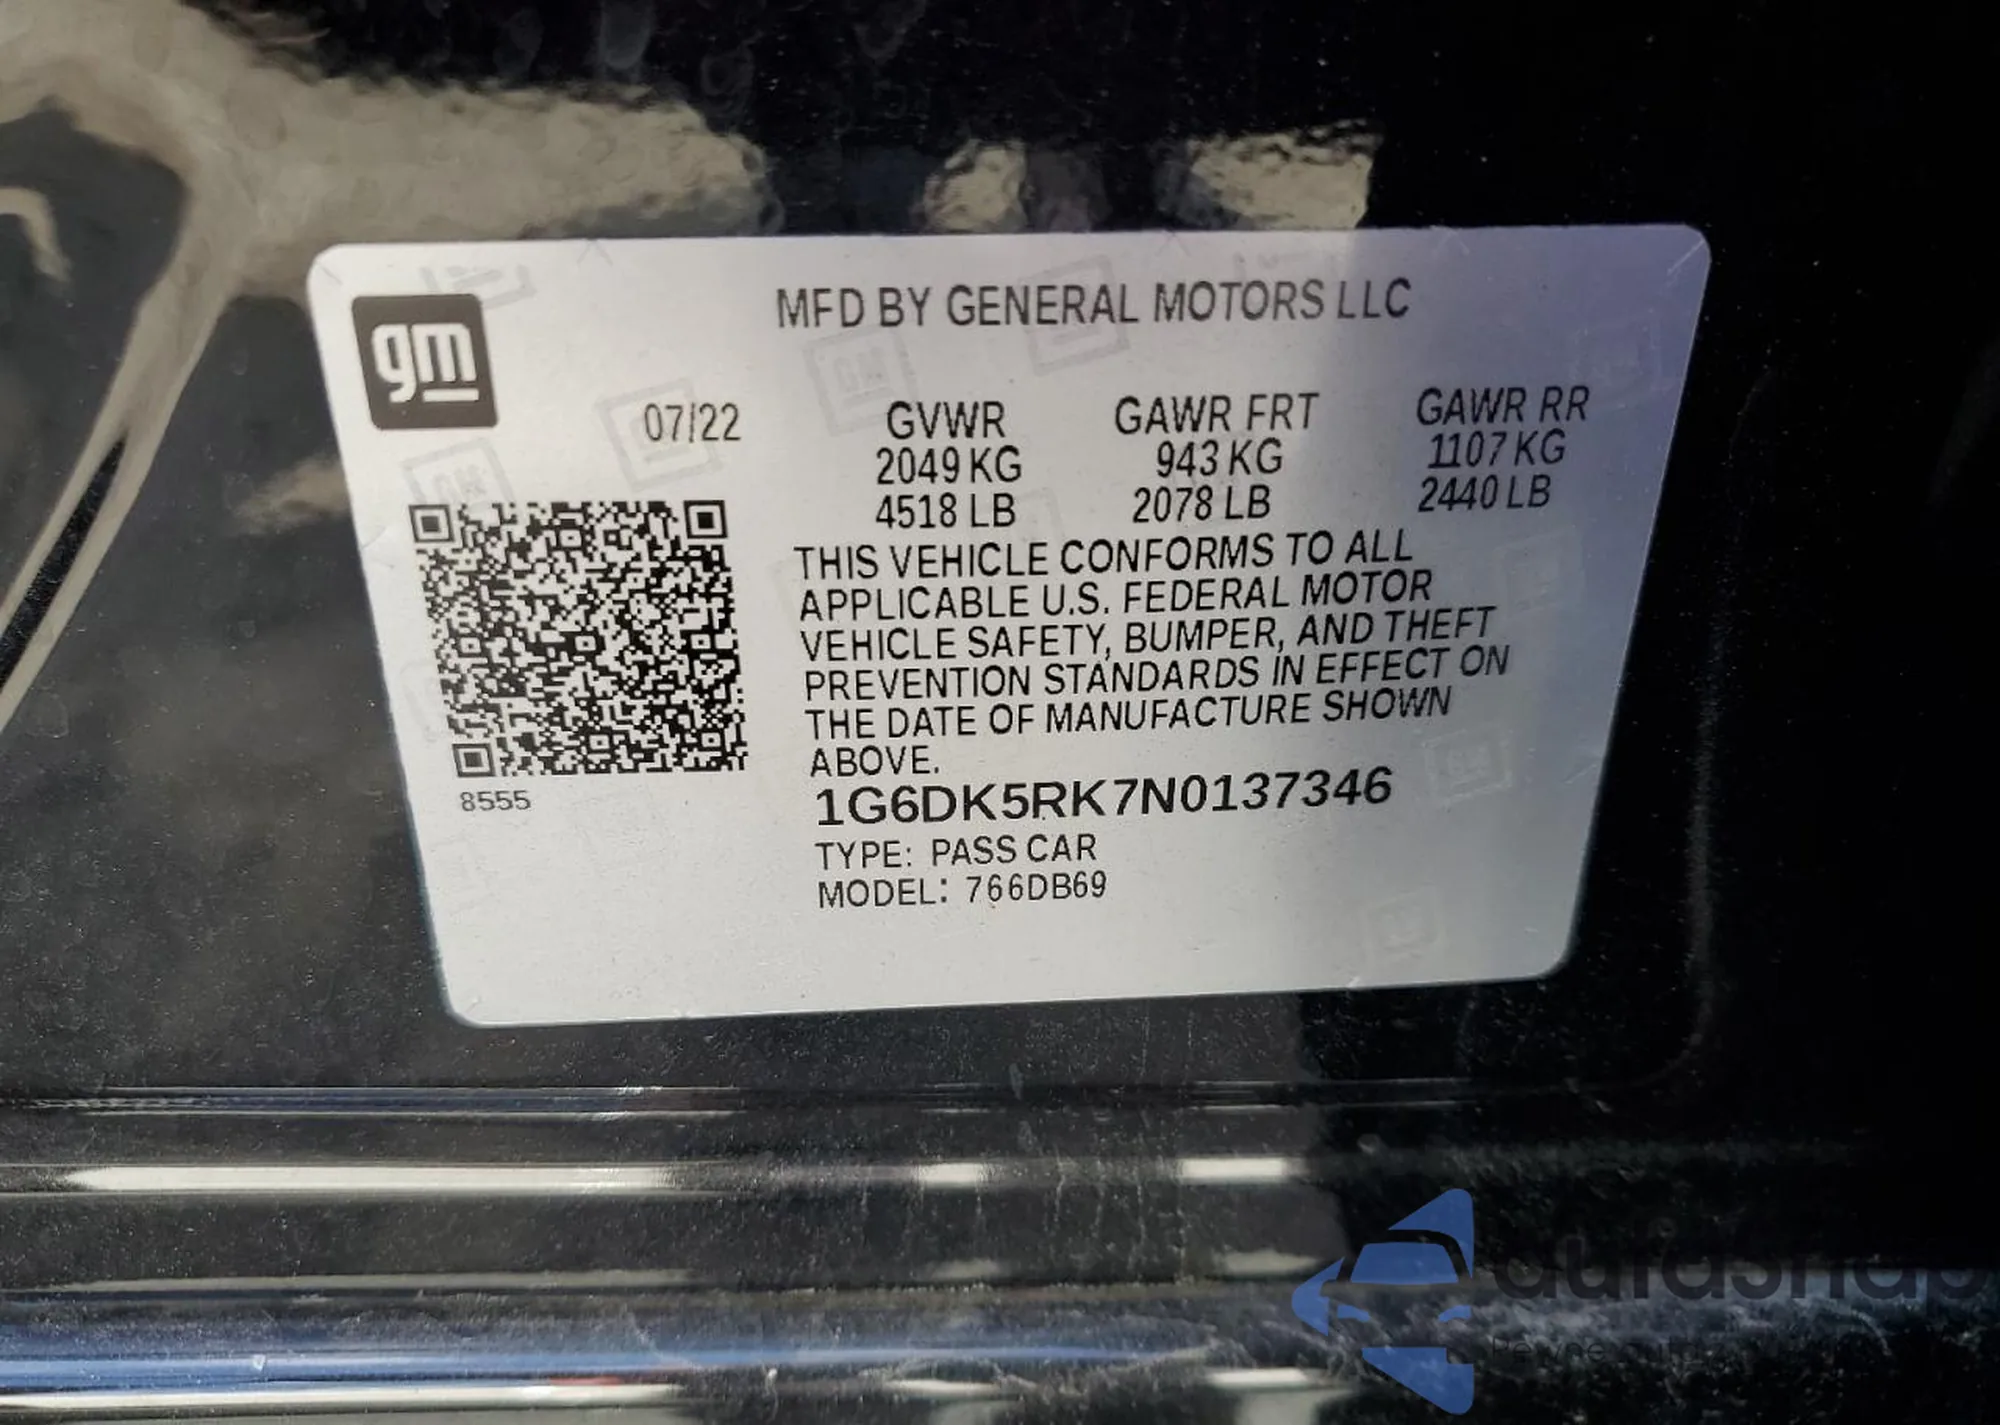 gm
MFD BY GENERAL MOTORS LLC
07/22 GVWR GAWR FRT GAWR RR
2049 KG 943 KG 1107 KG
4518 LB 2078 LB 2440 LB
THIS VEHICLE CONFORMS TO ALL
APPLICABLE U.S. FEDERAL MOTOR
VEHICLE SAFETY, BUMPER, AND THEFT
PREVENTION STANDARDS IN EFFECT ON
THE DATE OF MANUFACTURE SHOWN
ABOVE.
8555
1G6DK5RK7N0137346
TYPE: PASS CAR
MODEL: 766DB69